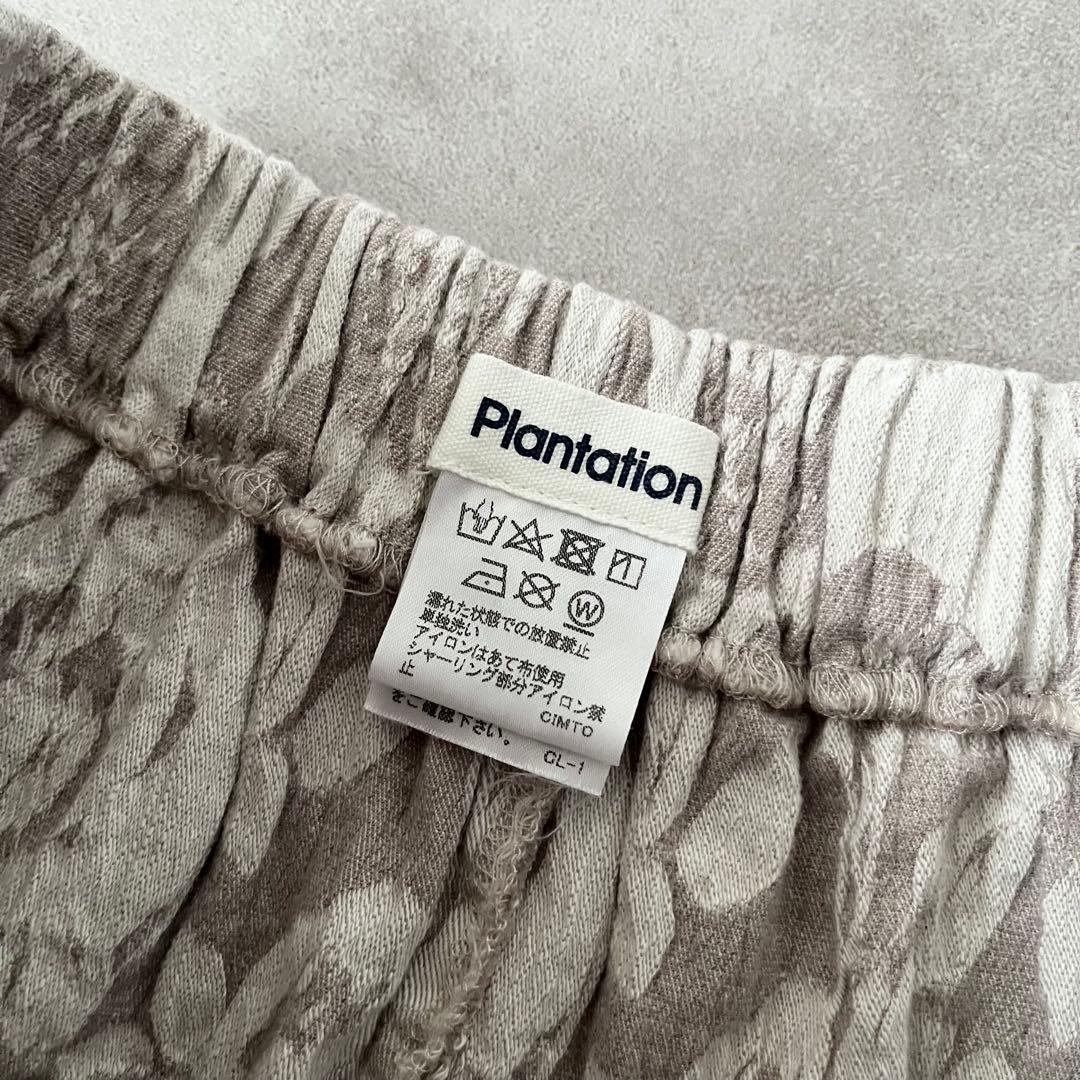 Plantation
W
濡れた状態での放置禁止
単独洗い
アイロンはあて布使用
シャーリング部分アイロン禁
止
CIMTO
をご確認下さい。 CL-1